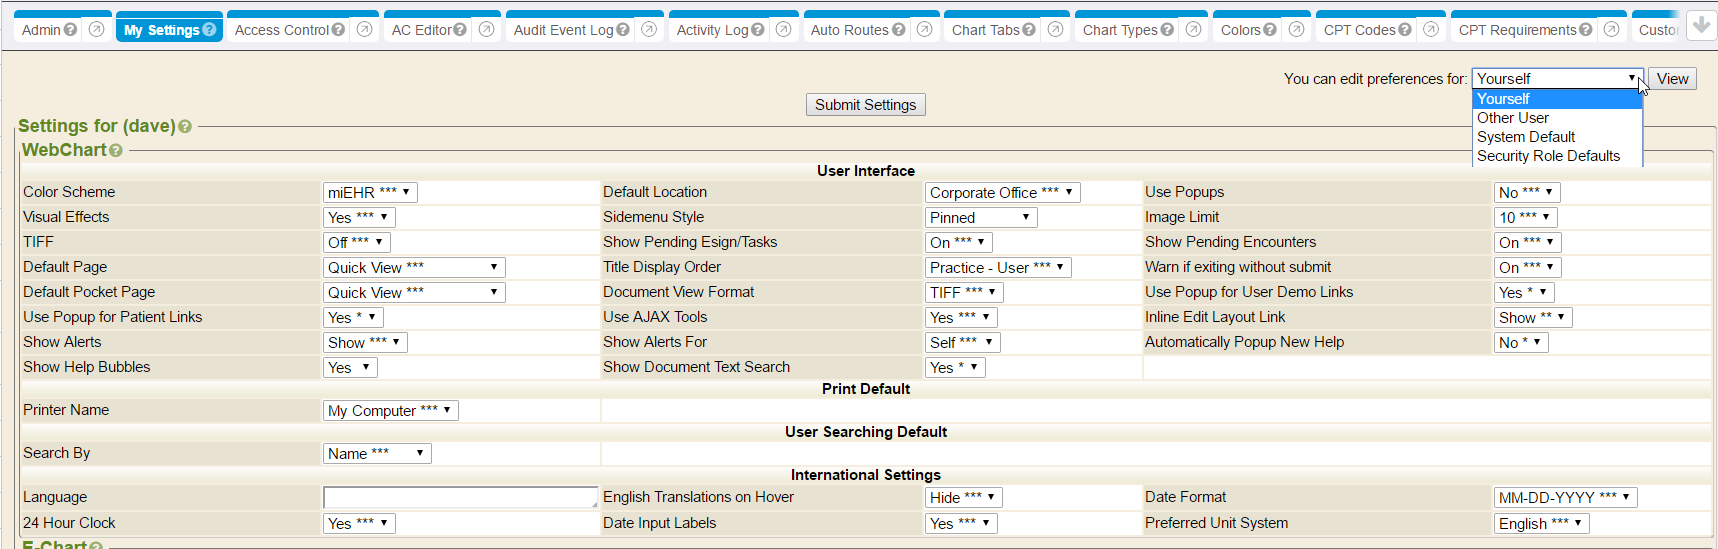 Admin My Settings Access Control AC Editor Audit Event Log Activity Log Auto Routes Chart Tabs Chart Types Colors CPT Codes CPT Requirements Custo
You can edit preferences for: Yourself View
Yourself
Other User
System Default
Security Role Defaults
Submit Settings
Settings for (dave)
WebChart
User Interface
Color Scheme miEHR *** Default Location Corporate Office *** Use Popups No ***
Visual Effects Yes *** Sidemenu Style Pinned Image Limit 10 ***
TIFF Off *** Show Pending Esign/Tasks On *** Show Pending Encounters On ***
Default Page Quick View *** Title Display Order Practice - User *** Warn if exiting without submit On ***
Default Pocket Page Quick View *** Document View Format TIFF *** Use Popup for User Demo Links Yes *
Use Popup for Patient Links Yes * Use AJAX Tools Yes *** Inline Edit Layout Link Show **
Show Alerts Show *** Show Alerts For Self *** Automatically Popup New Help No *
Show Help Bubbles Yes Show Document Text Search Yes *
Print Default
Printer Name My Computer ***
User Searching Default
Search By Name ***
International Settings
Language English Translations on Hover Hide *** Date Format MM-DD-YYYY ***
24 Hour Clock Yes *** Date Input Labels Yes *** Preferred Unit System English ***
E-Chart